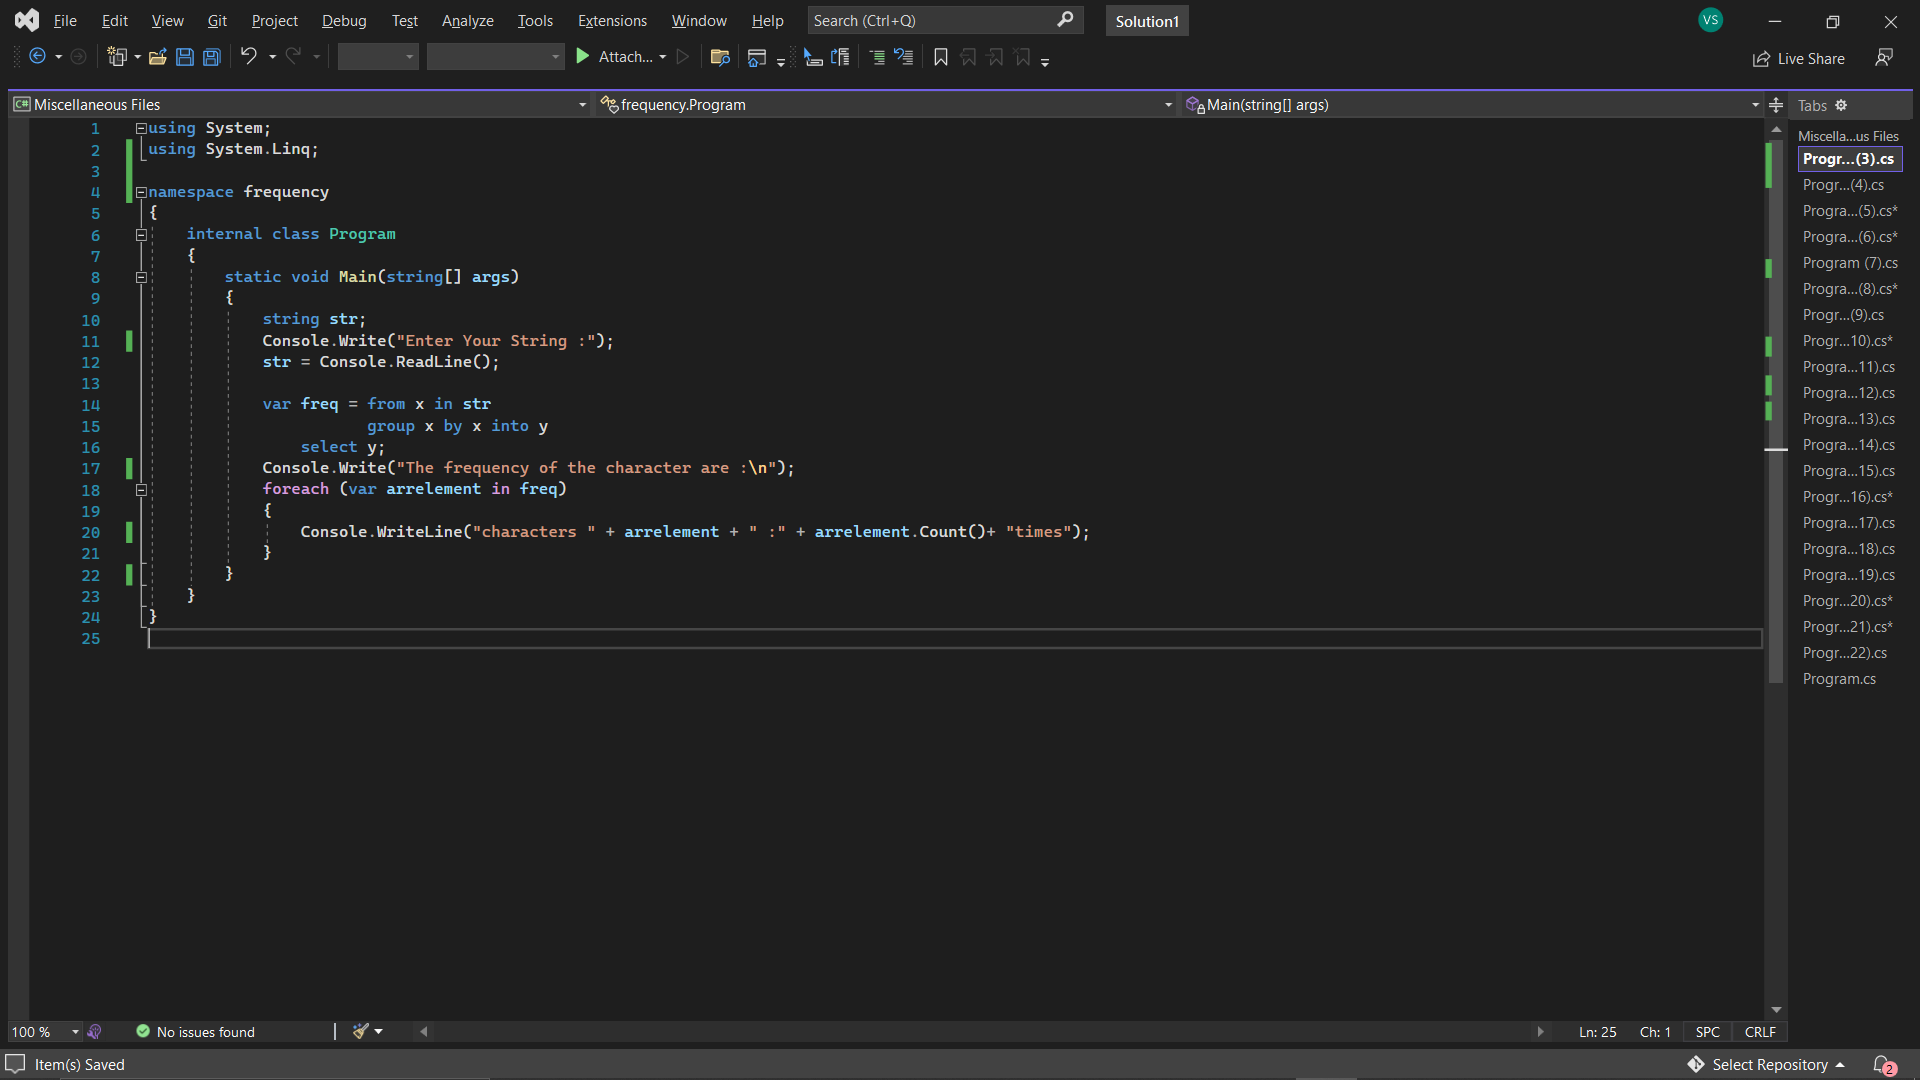 File Edit View Git Project Debug Test Analyze Tools Extensions Window Help Search (Ctrl+Q) Solution1 VS
Attach... Live Share
Miscellaneous Files frequency.Program Main(string[] args) Tabs
1 using System;
2 using System.Linq;
3
4 namespace frequency
5 {
6 internal class Program
7 {
8 static void Main(string[] args)
9 {
10 string str;
11 Console.Write("Enter Your String :");
12 str = Console.ReadLine();
13
14 var freq = from x in str
15 group x by x into y
16 select y;
17 Console.Write("The frequency of the character are :\n");
18 foreach (var arrelement in freq)
19 {
20 Console.WriteLine("characters " + arrelement + " :" + arrelement.Count()+ "times");
21 }
22 }
23 }
24 }
25
Miscella...us Files
Progr...(3).cs
Progr...(4).cs
Progra...(5).cs*
Progra...(6).cs*
Program (7).cs
Progra...(8).cs*
Progr...(9).cs
Progr...10).cs*
Progra...11).cs
Progra...12).cs
Progra...13).cs
Progra...14).cs
Progra...15).cs
Progr...16).cs*
Progra...17).cs
Progra...18).cs
Progra...19).cs
Progr...20).cs*
Progr...21).cs*
Progr...22).cs
Program.cs
100 % No issues found Ln: 25 Ch: 1 SPC CRLF
Item(s) Saved Select Repository 2